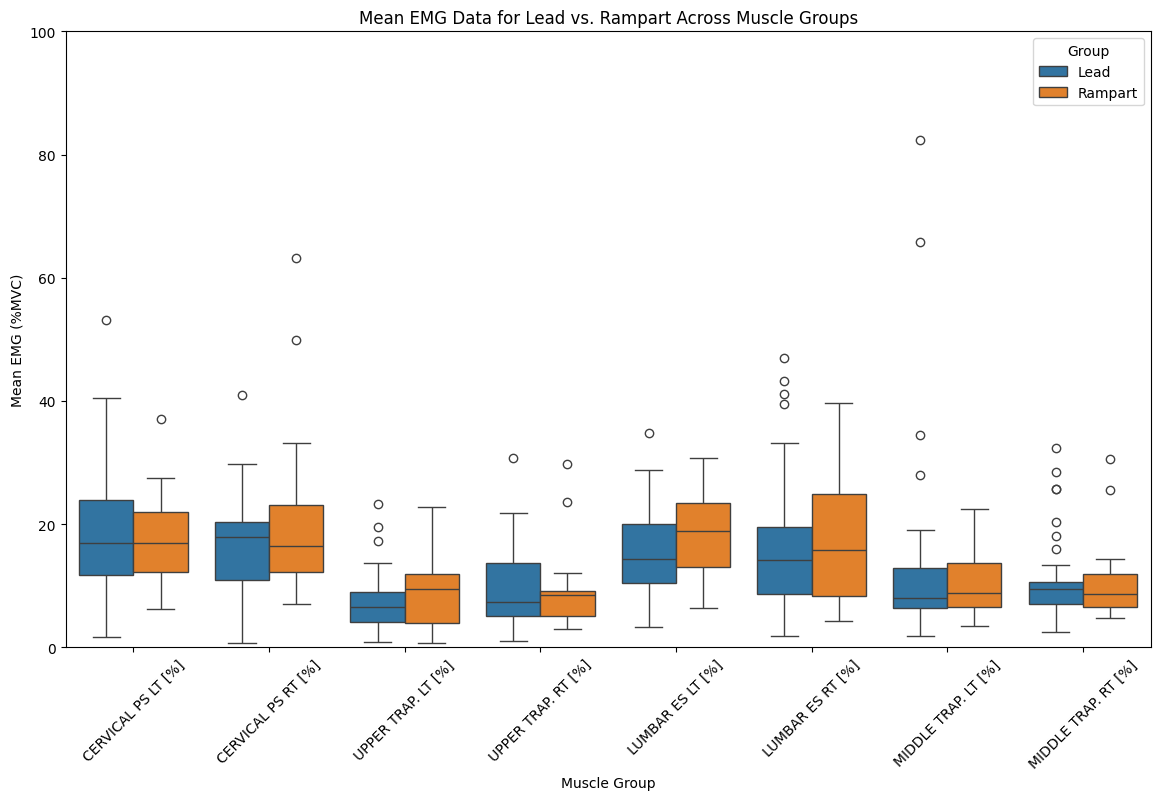 Mean EMG Data for Lead vs. Rampart Across Muscle Groups
100
80
60
40
20
0
Mean EMG (%MVC)
Group
Lead
Rampart
CERVICAL PS LT [%]
CERVICAL PS RT [%]
UPPER TRAP. LT [%]
UPPER TRAP. RT [%]
LUMBAR ES LT [%]
LUMBAR ES RT [%]
MIDDLE TRAP. LT [%]
MIDDLE TRAP. RT [%]
Muscle Group